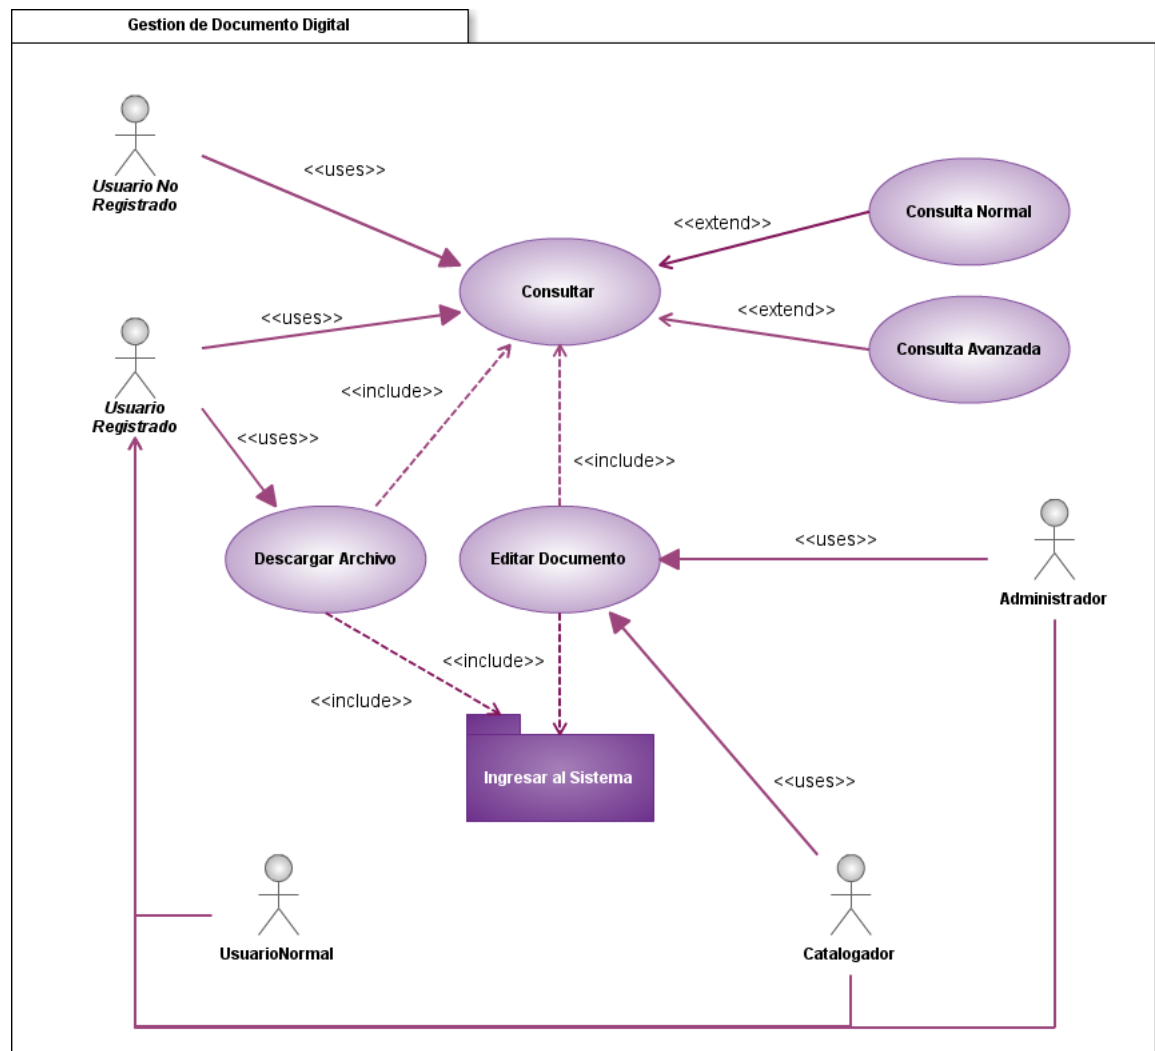 Gestion de Documento Digital
Usuario No
Registrado
<<uses>>
<<extend>>
Consulta Normal
Consultar
<<uses>>
<<extend>>
Consulta Avanzada
Usuario
Registrado
<<include>>
<<uses>>
<<include>>
Descargar Archivo
Editar Documento
<<uses>>
Administrador
<<include>>
<<include>>
Ingresar al Sistema
<<uses>>
UsuarioNormal
Catalogador